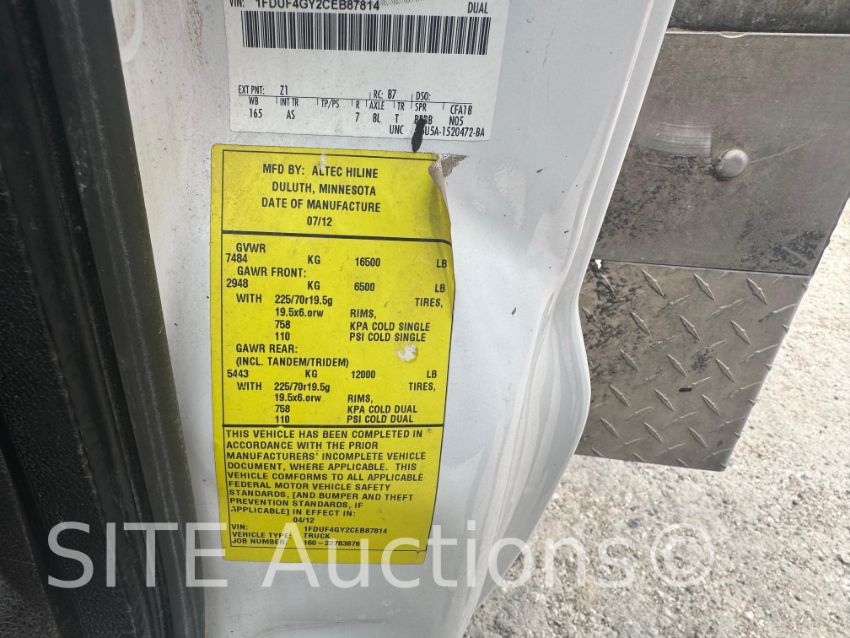 VIN: 1FDUF4GY2CEB87814
DUAL
EXT PNT: Z1 RC: 87 DSO:
WB INT TR TP/PS R AXLE TR SPR CFA18
165 AS 7 8L T BBBB N05
UNC 5U5A-1520472-BA
MFD BY: ALTEC HILINE
DULUTH, MINNESOTA
DATE OF MANUFACTURE
07/12
GVWR
7484 KG 16500 LB
GAWR FRONT:
2948 KG 6500 LB
WITH 225/70r19.5g TIRES,
19.5x6.orw RIMS,
758 KPA COLD SINGLE
110 PSI COLD SINGLE
GAWR REAR:
(INCL. TANDEM/TRIDEM)
5443 KG 12000 LB
WITH 225/70r19.5g TIRES,
19.5x6.orw RIMS,
758 KPA COLD DUAL
110 PSI COLD DUAL
THIS VEHICLE HAS BEEN COMPLETED IN
ACCORDANCE WITH THE PRIOR
MANUFACTURERS' INCOMPLETE VEHICLE
DOCUMENT, WHERE APPLICABLE. THIS
VEHICLE CONFORMS TO ALL APPLICABLE
FEDERAL MOTOR VEHICLE SAFETY
STANDARDS, [AND BUMPER AND THEFT
PREVENTION STANDARDS, IF
APPLICABLE] IN EFFECT IN:
04/12
VIN: 1FDUF4GY2CEB87814
VEHICLE TYPE: TRUCK
JOB NUMBER:
SITE Auctions©